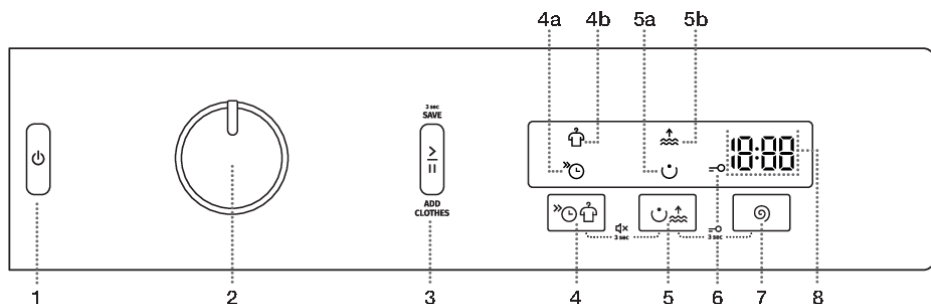 4a 4b 5a 5b
3 sec
SAVE
18:88
ADD
CLOTHES
3 sec 3 sec
1 2 3 4 5 6 7 8